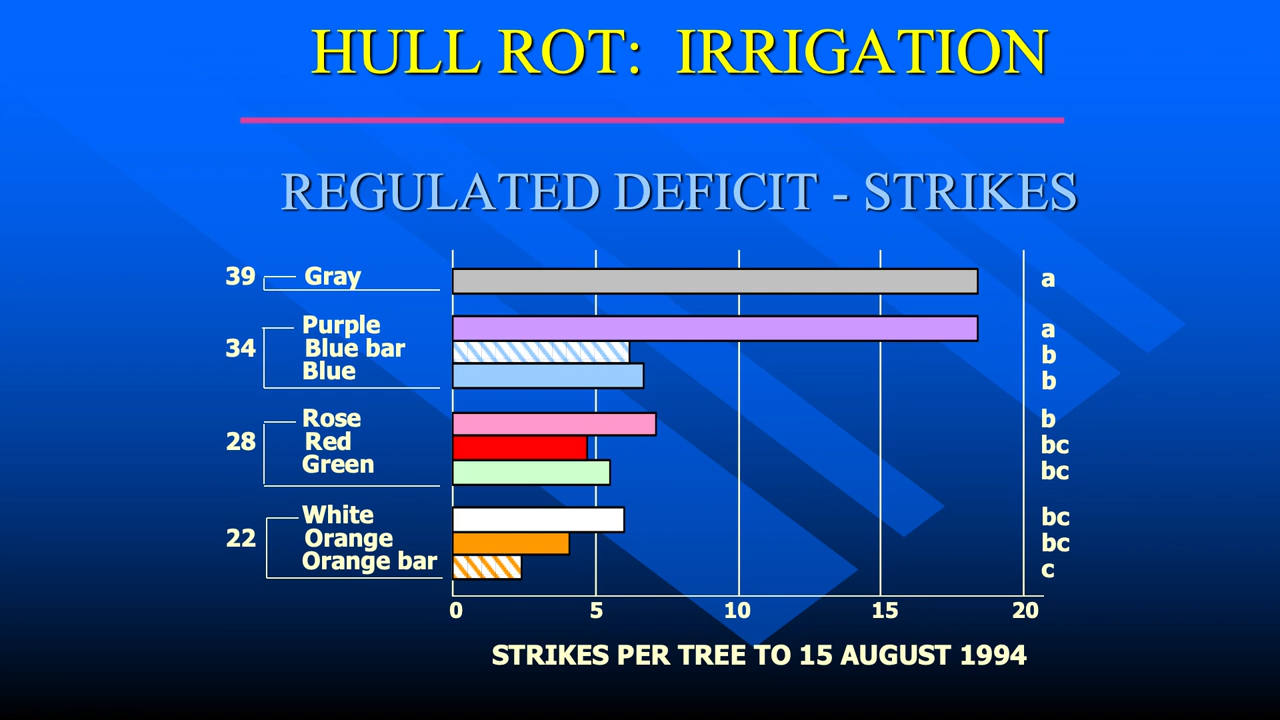 HULL ROT: IRRIGATION
REGULATED DEFICIT - STRIKES
39 Gray a
Purple a
34 Blue bar b
Blue b
Rose b
28 Red bc
Green bc
White bc
22 Orange bc
Orange bar c
0 5 10 15 20
STRIKES PER TREE TO 15 AUGUST 1994